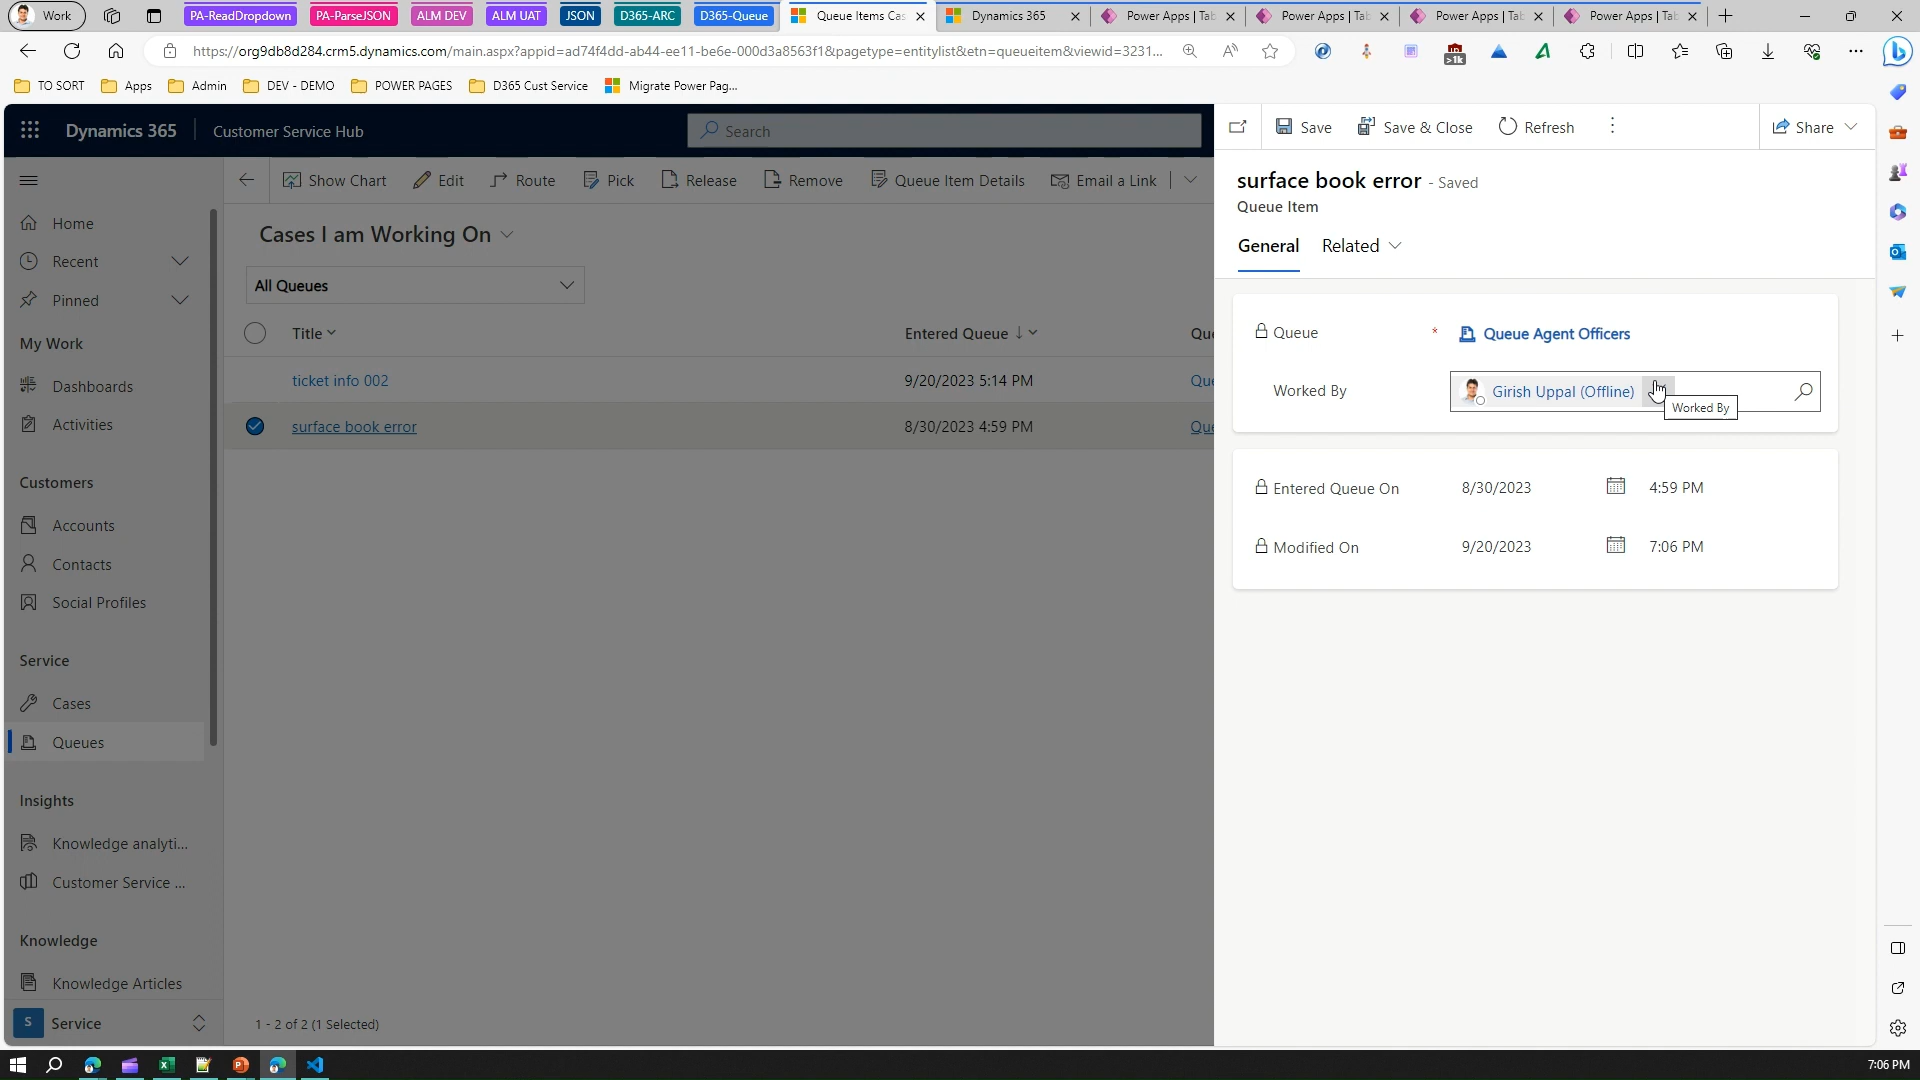 Work
PA-ReadDropdown
PA-ParseJSON
ALM DEV
ALM UAT
JSON
D365-ARC
D365-Queue
Queue Items Cas
Dynamics 365
Power Apps | Tab
Power Apps | Tab
Power Apps | Tab
Power Apps | Tab
https://org9db8d284.crm5.dynamics.com/main.aspx?appid=ad74f4dd-ab44-ee11-be6e-000d3a8563f1&pagetype=entitylist&etn=queueitem&viewid=3231...
>1k
TO SORT
Apps
Admin
DEV - DEMO
POWER PAGES
D365 Cust Service
Migrate Power Pag...
Dynamics 365
Customer Service Hub
Search
Save
Save & Close
Refresh
Share
Show Chart
Edit
Route
Pick
Release
Remove
Queue Item Details
Email a Link
surface book error - Saved
Queue Item
General
Related
Home
Recent
Pinned
My Work
Dashboards
Activities
Customers
Accounts
Contacts
Social Profiles
Service
Cases
Queues
Insights
Knowledge analyti...
Customer Service ...
Knowledge
Knowledge Articles
S Service
Cases I am Working On
All Queues
Title
Entered Queue
Que
ticket info 002
9/20/2023 5:14 PM
Que
surface book error
8/30/2023 4:59 PM
Que
1 - 2 of 2 (1 Selected)
Queue
*
Queue Agent Officers
Worked By
Girish Uppal (Offline)
Worked By
Entered Queue On
8/30/2023
4:59 PM
Modified On
9/20/2023
7:06 PM
7:06 PM